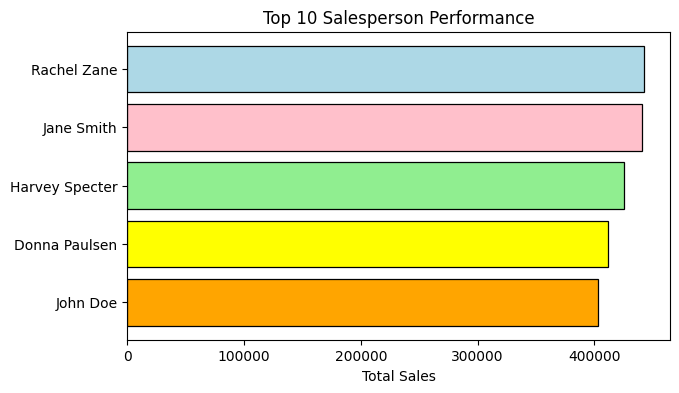 Top 10 Salesperson Performance
Rachel Zane
Jane Smith
Harvey Specter
Donna Paulsen
John Doe
0 100000 200000 300000 400000
Total Sales